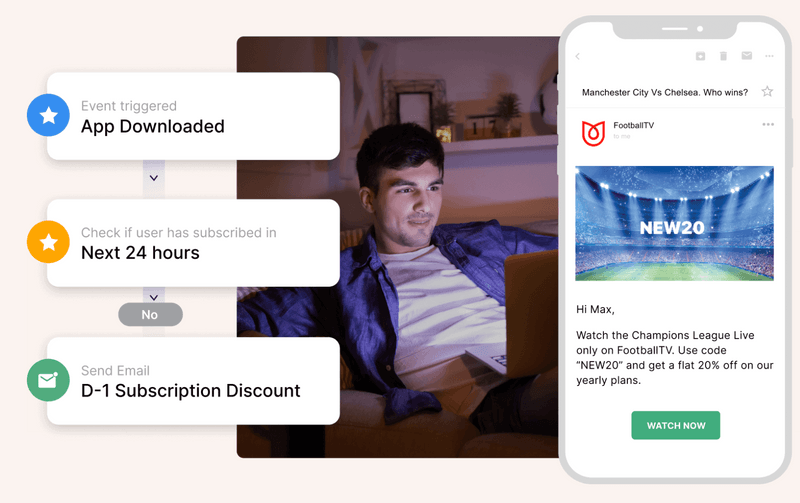 Event triggered
App Downloaded
Check if user has subscribed in
Next 24 hours
No
Send Email
D-1 Subscription Discount
Manchester City Vs Chelsea. Who wins?
FootballTV
to me
NEW20
Hi Max,
Watch the Champions League Live
only on FootballTV. Use code
“NEW20” and get a flat 20% off on our
yearly plans.
WATCH NOW